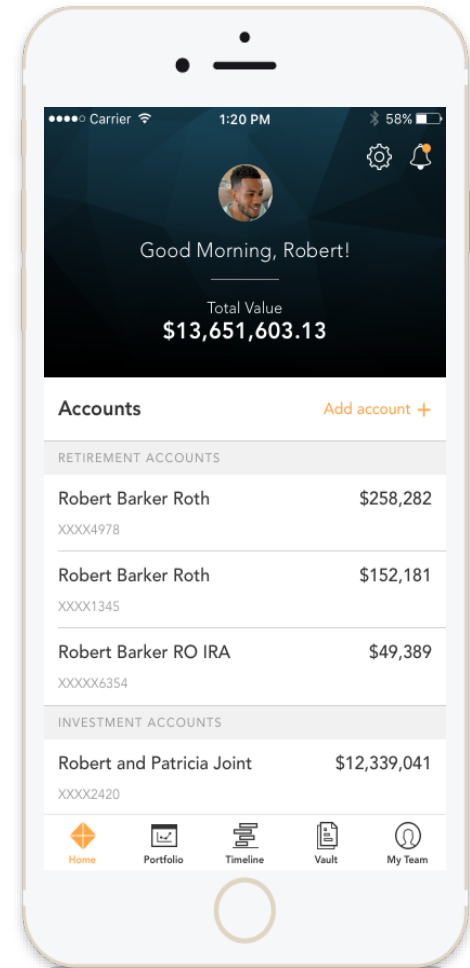 Carrier 1:20 PM 58%
Good Morning, Robert!
Total Value
$13,651,603.13
Accounts Add account +
RETIREMENT ACCOUNTS
Robert Barker Roth $258,282
XXXX4978
Robert Barker Roth $152,181
XXXX1345
Robert Barker RO IRA $49,389
XXXXX6354
INVESTMENT ACCOUNTS
Robert and Patricia Joint $12,339,041
XXXX2420
Home Portfolio Timeline Vault My Team